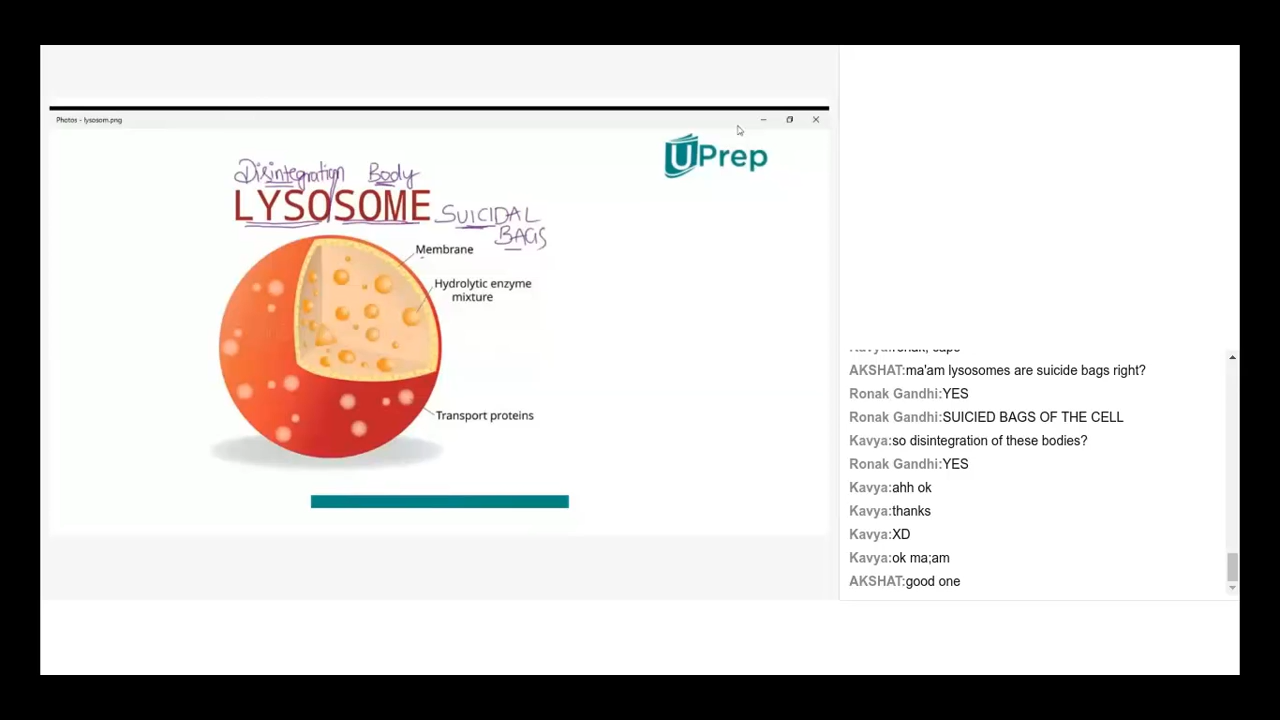 Photos - lysosom.png
UPrep
Disintegration Body
LYSOSOME
SUICIDAL
BAGS
Membrane
Hydrolytic enzyme
mixture
Transport proteins
AKSHAT:ma'am lysosomes are suicide bags right?
Ronak Gandhi:YES
Ronak Gandhi:SUICIED BAGS OF THE CELL
Kavya:so disintegration of these bodies?
Ronak Gandhi:YES
Kavya:ahh ok
Kavya:thanks
Kavya:XD
Kavya:ok ma;am
AKSHAT:good one